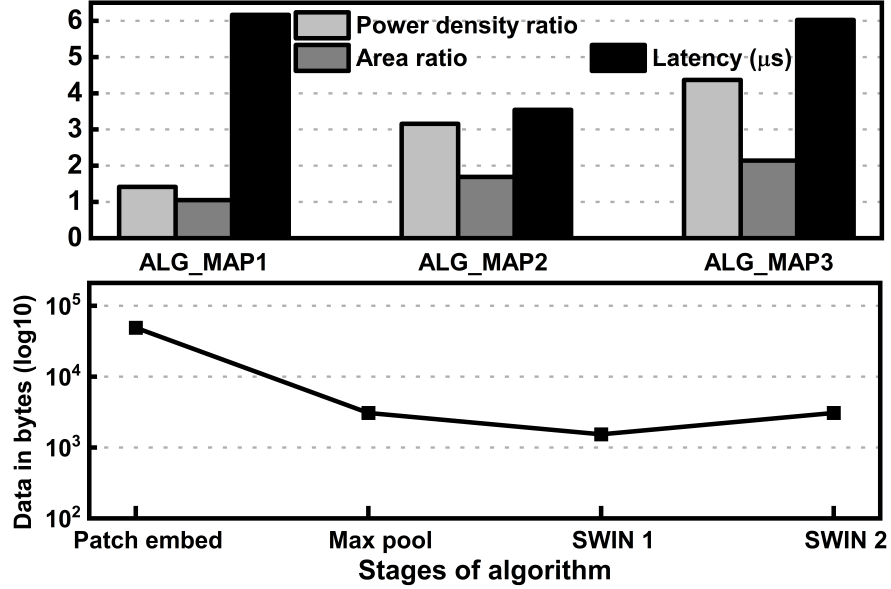 6
5
4
3
2
1
0
Power density ratio
Area ratio
Latency (μs)
ALG_MAP1 ALG_MAP2 ALG_MAP3
Data in bytes (log10)
10^5
10^4
10^3
10^2
Patch embed Max pool SWIN 1 SWIN 2
Stages of algorithm